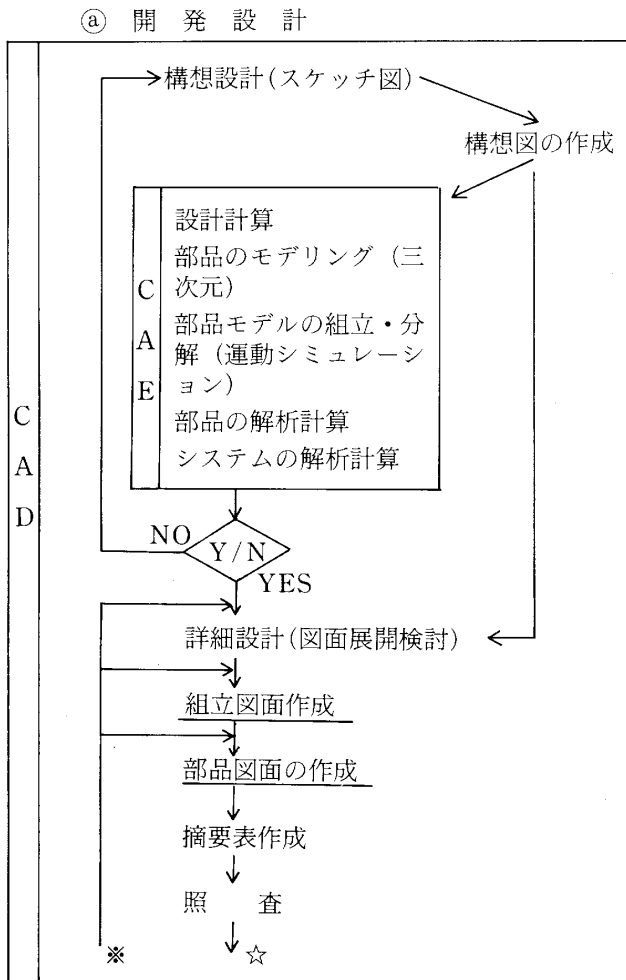 ⓐ 開発設計
構想設計(スケッチ図)
構想図の作成
設計計算
部品のモデリング (三
次元)
部品モデルの組立・分
解 (運動シミュレーシ
ョン)
部品の解析計算
システムの解析計算
CAE
CAD
NO
Y/N
YES
詳細設計(図面展開検討)
組立図面作成
部品図面の作成
摘要表作成
照査
※
☆